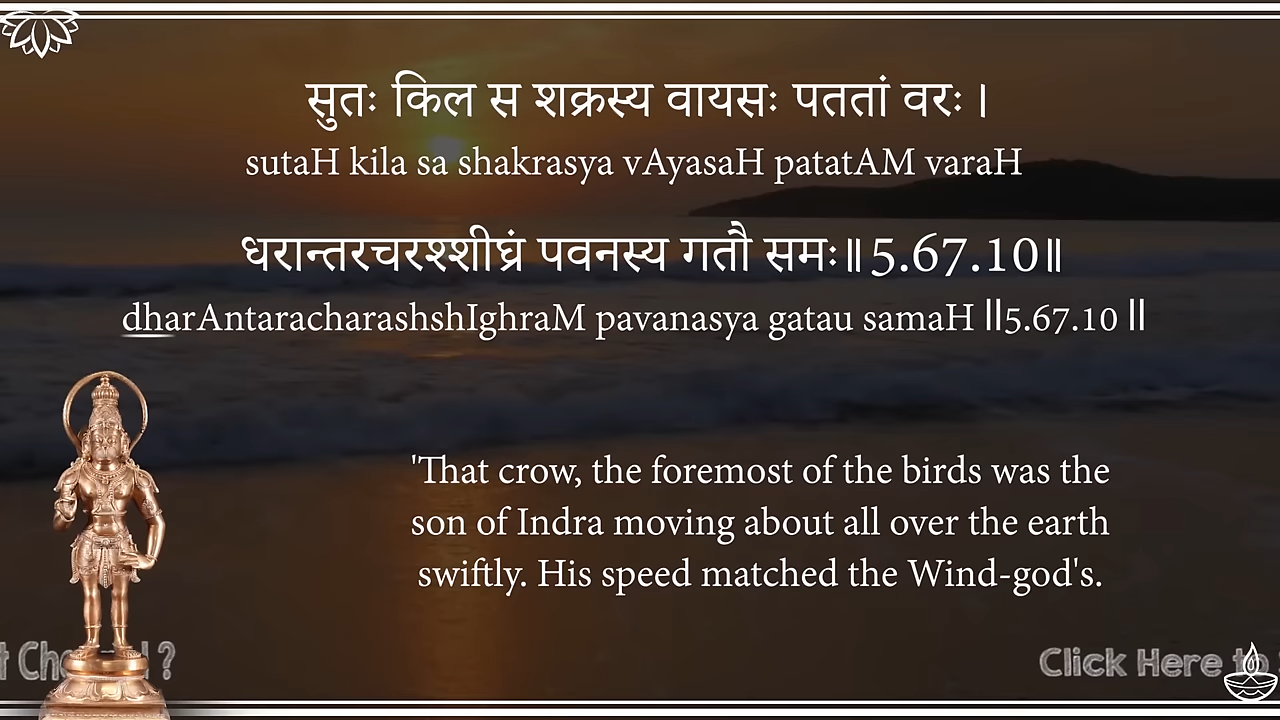 सुतः किल स शक्रस्य वायसः पततां वरः ।
sutaH kila sa shakrasya vAyasaH patatAM varaH
धरान्तरचरश्शीघ्रं पवनस्य गतौ समः॥5.67.10॥
dharAntaracharashshIghraM pavanasya gatau samaH ||5.67.10 ||
'That crow, the foremost of the birds was the
son of Indra moving about all over the earth
swiftly. His speed matched the Wind-god's.
?
Click Here to